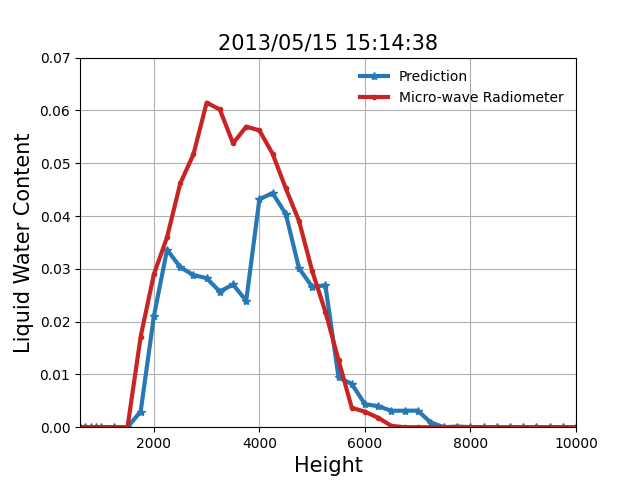 2013/05/15 15:14:38
Prediction
Micro-wave Radiometer
Liquid Water Content
0.07
0.06
0.05
0.04
0.03
0.02
0.01
0.00
2000 4000 6000 8000 10000
Height